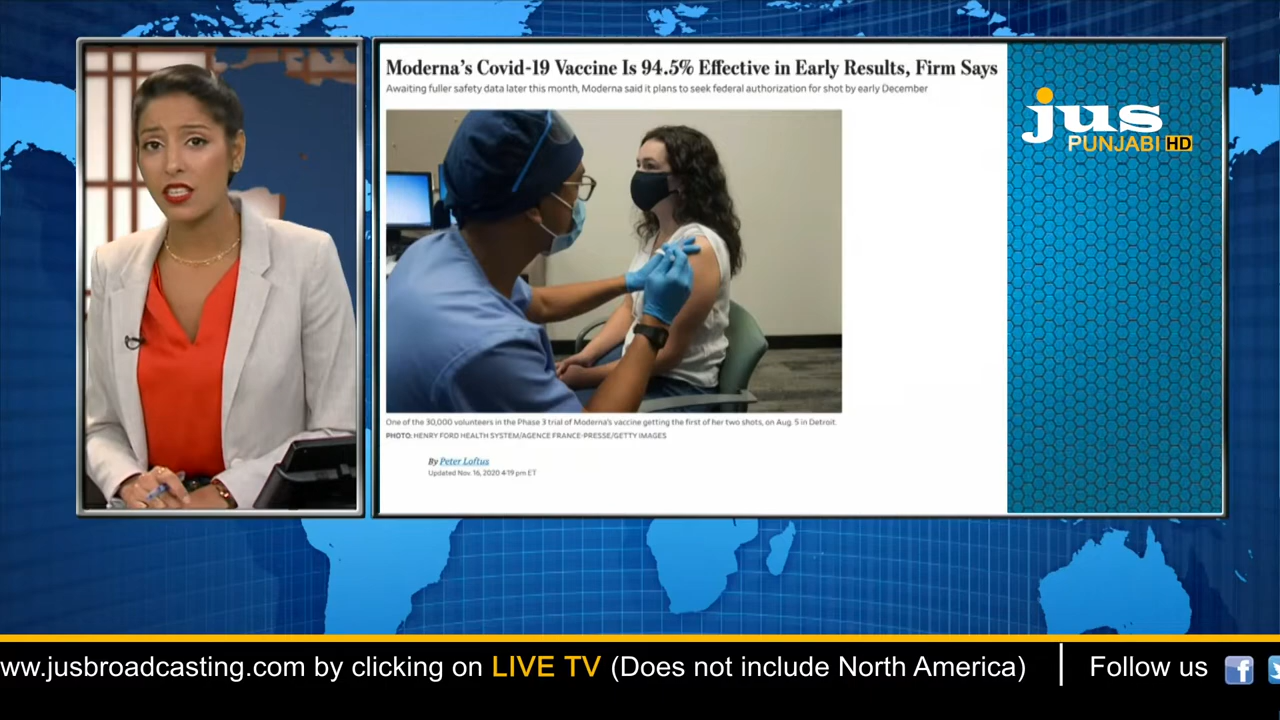 Moderna's Covid-19 Vaccine Is 94.5% Effective in Early Results, Firm Says
Awaiting fuller safety data later this month, Moderna said it plans to seek federal authorization for shot by early December
jus
PUNJABI HD
One of the 30,000 volunteers in the Phase 3 trial of Moderna's vaccine getting the first of her two shots, on Aug. 5 in Detroit.
PHOTO: HENRY FORD HEALTH SYSTEM/AGENCE FRANCE-PRESSE/GETTY IMAGES
By Peter Loftus
Updated Nov. 16, 2020 4:19 pm ET
www.jusbroadcasting.com by clicking on LIVE TV (Does not include North America) | Follow us f